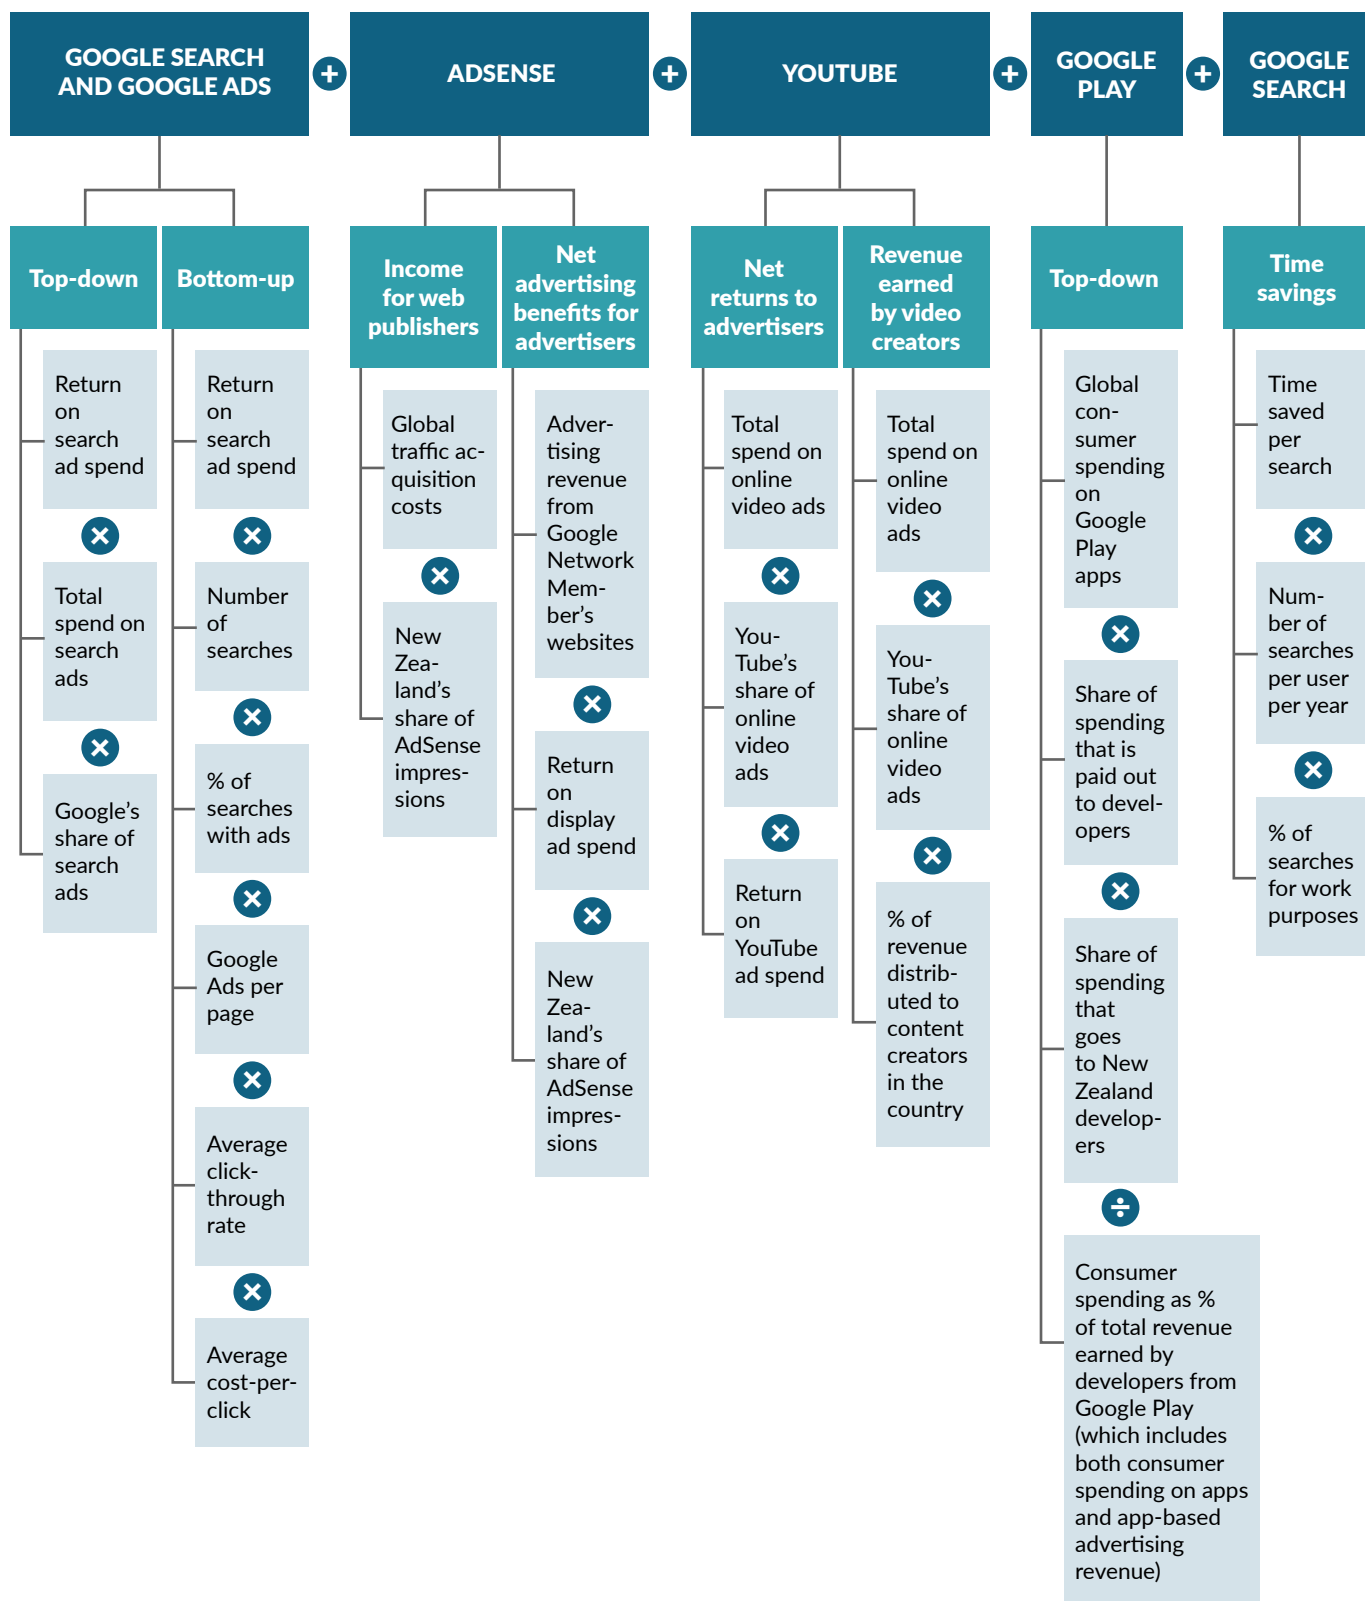 GOOGLE SEARCH
AND GOOGLE ADS
+
ADSENSE
+
YOUTUBE
+
GOOGLE
PLAY
+
GOOGLE
SEARCH
Top-down
Return
on
search
ad spend
×
Total
spend on
search
ads
×
Google’s
share of
search
ads
Bottom-up
Return
on
search
ad spend
×
Number
of
searches
×
% of
searches
with ads
×
Google
Ads per
page
×
Average
click-
through
rate
×
Average
cost-per-
click
Income
for web
publishers
Global
traffic ac-
quisition
costs
×
New
Zea-
land’s
share of
AdSense
impres-
sions
Net
advertising
benefits for
advertisers
Adver-
tising
revenue
from
Google
Network
Mem-
ber’s
websites
×
Return
on
display
ad spend
×
New
Zea-
land’s
share of
AdSense
impres-
sions
Net
returns to
advertisers
Total
spend on
online
video ads
×
You-
Tube’s
share of
online
video
ads
×
Return
on
YouTube
ad spend
Revenue
earned
by video
creators
Total
spend on
online
video
ads
×
You-
Tube’s
share of
online
video
ads
×
% of
revenue
distrib-
uted to
content
creators
in the
country
Top-down
Global
con-
sumer
spending
on
Google
Play
apps
×
Share of
spending
that is
paid out
to devel-
opers
×
Share of
spending
that
goes
to New
Zealand
develop-
ers
÷
Consumer
spending as %
of total revenue
earned by
developers from
Google Play
(which includes
both consumer
spending on apps
and app-based
advertising
revenue)
Time
savings
Time
saved
per
search
×
Num-
ber of
searches
per user
per year
×
% of
searches
for work
purposes